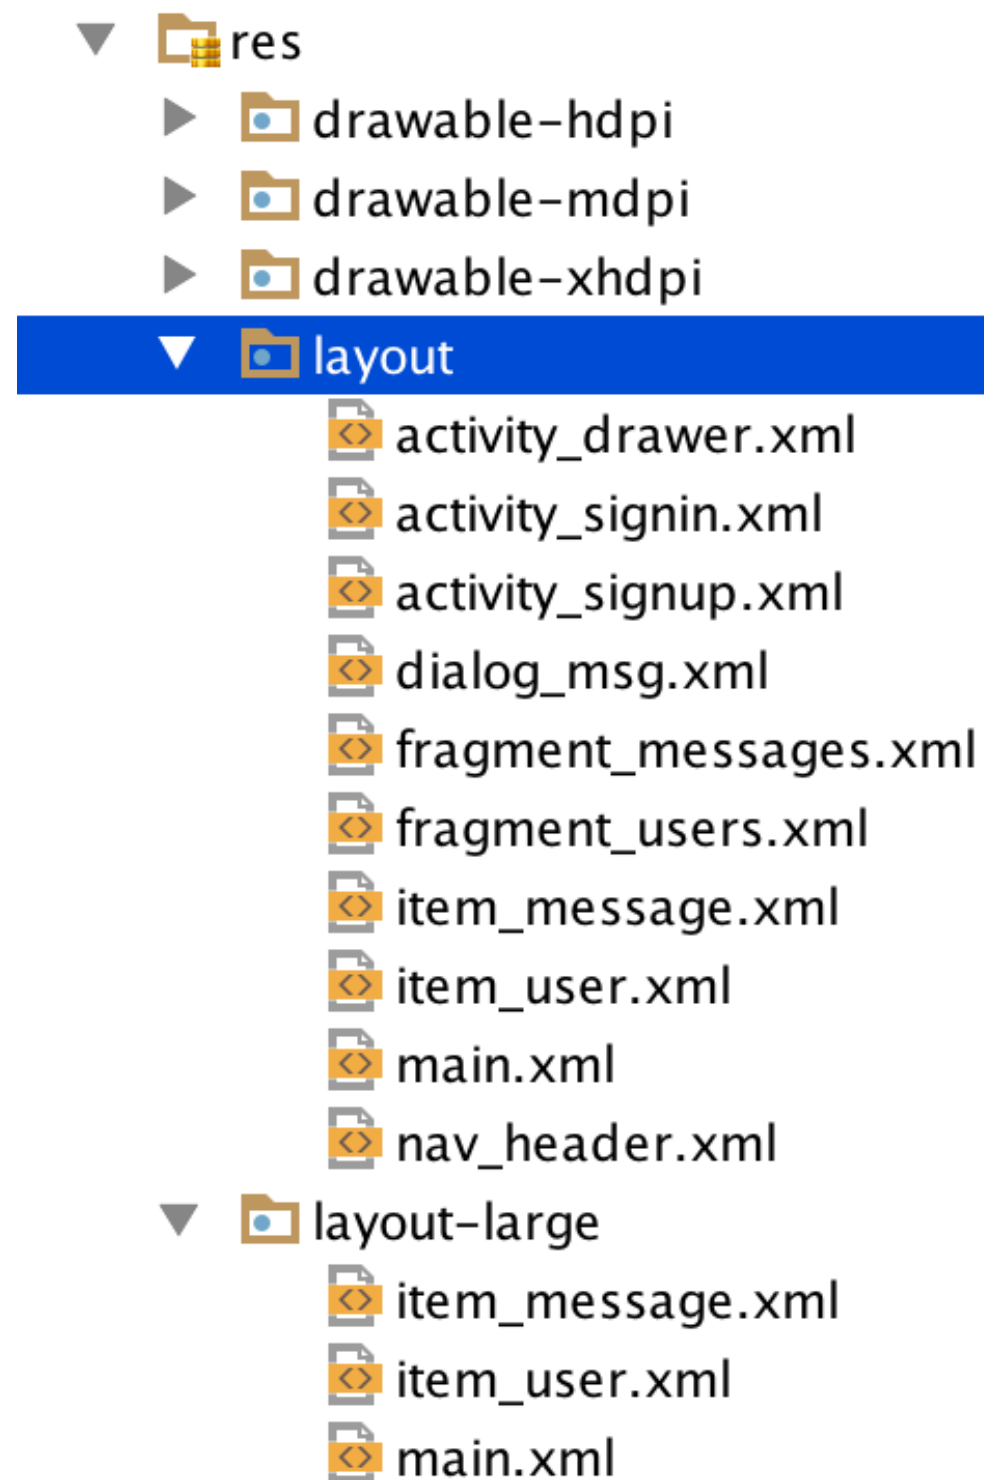 res
drawable-hdpi
drawable-mdpi
drawable-xhdpi
layout
activity_drawer.xml
activity_signin.xml
activity_signup.xml
dialog_msg.xml
fragment_messages.xml
fragment_users.xml
item_message.xml
item_user.xml
main.xml
nav_header.xml
layout-large
item_message.xml
item_user.xml
main.xml